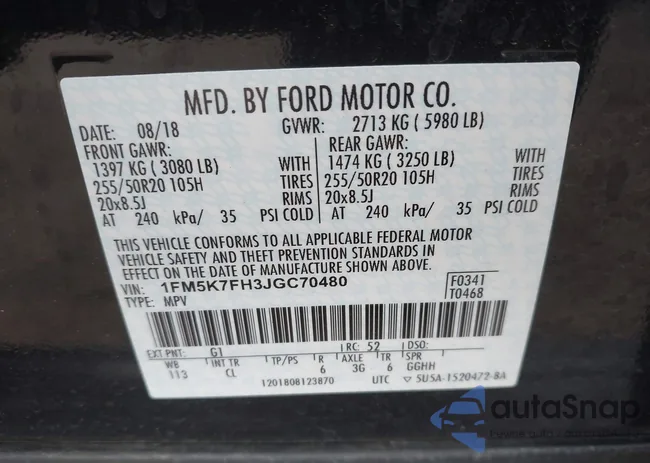 MFD. BY FORD MOTOR CO.
DATE: 08/18 GVWR: 2713 KG ( 5980 LB)
FRONT GAWR: REAR GAWR:
1397 KG ( 3080 LB) WITH 1474 KG ( 3250 LB) WITH
255/50R20 105H TIRES 255/50R20 105H TIRES
20x8.5J RIMS 20x8.5J RIMS
AT 240 kPa/ 35 PSI COLD AT 240 kPa/ 35 PSI COLD
THIS VEHICLE CONFORMS TO ALL APPLICABLE FEDERAL MOTOR
VEHICLE SAFETY AND THEFT PREVENTION STANDARDS IN
EFFECT ON THE DATE OF MANUFACTURE SHOWN ABOVE.
VIN: 1FM5K7FH3JGC70480 F0341
TYPE: MPV T0468
EXT PNT: G1 RC: 52 DSO:
WB INT TR TP/PS R AXLE TR SPR
113 CL 6 3G 6 GGHH
1201808123870 UTC ▽ SU5A-1520472-BA
autaSnap